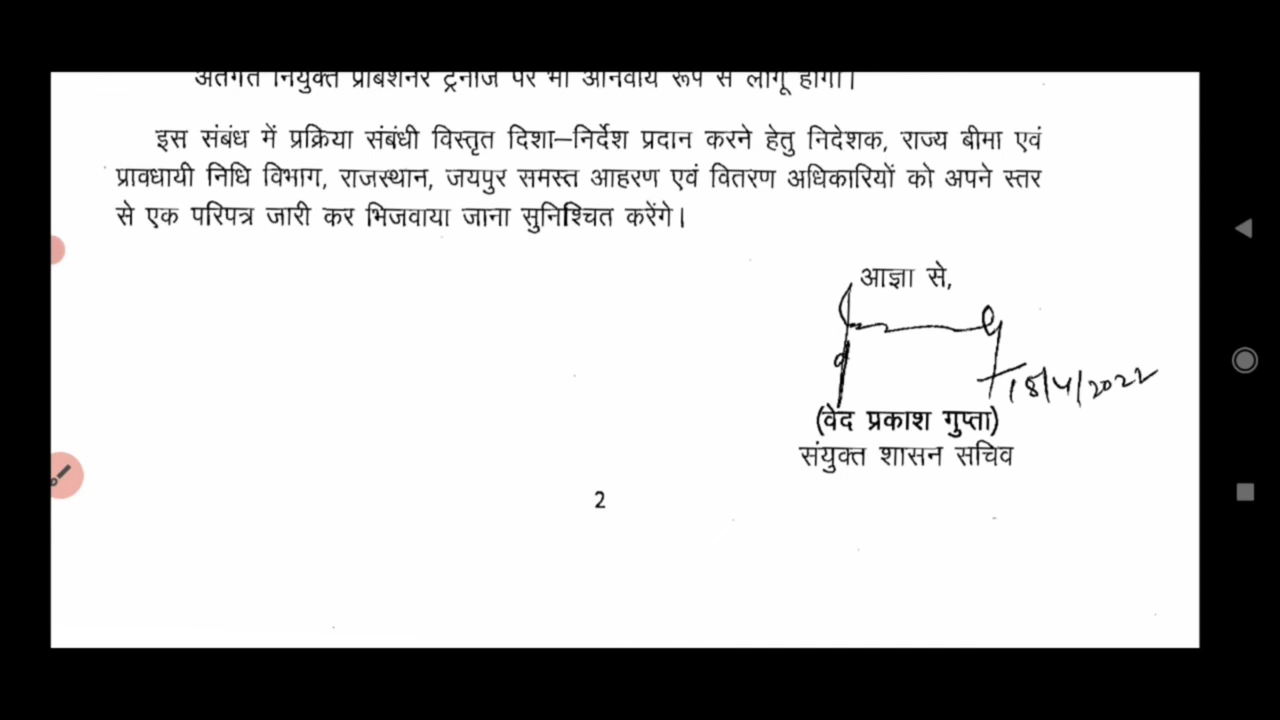 अंतर्गत नियुक्त प्रोबेशनर ट्रेनीज पर भी अनिवार्य रूप से लागू होगी।
इस संबंध में प्रक्रिया संबंधी विस्तृत दिशा–निर्देश प्रदान करने हेतु निदेशक, राज्य बीमा एवं
प्रावधायी निधि विभाग, राजस्थान, जयपुर समस्त आहरण एवं वितरण अधिकारियों को अपने स्तर
से एक परिपत्र जारी कर भिजवाया जाना सुनिश्चित करेंगे।
आज्ञा से,
18/4/2022
(वेद प्रकाश गुप्ता)
संयुक्त शासन सचिव
2